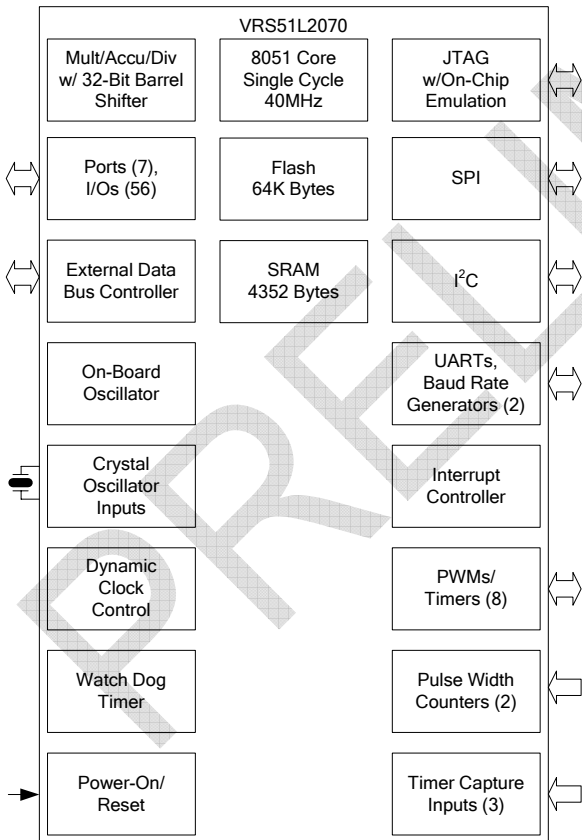 VRS51L2070
Mult/Accu/Div
w/ 32-Bit Barrel
Shifter
8051 Core
Single Cycle
40MHz
JTAG
w/On-Chip
Emulation
Ports (7),
I/Os (56)
Flash
64K Bytes
SPI
External Data
Bus Controller
SRAM
4352 Bytes
I²C
On-Board
Oscillator
UARTs,
Baud Rate
Generators (2)
Crystal
Oscillator
Inputs
Interrupt
Controller
Dynamic
Clock
Control
PWMs/
Timers (8)
Watch Dog
Timer
Pulse Width
Counters (2)
Power-On/
Reset
Timer Capture
Inputs (3)
PRELI